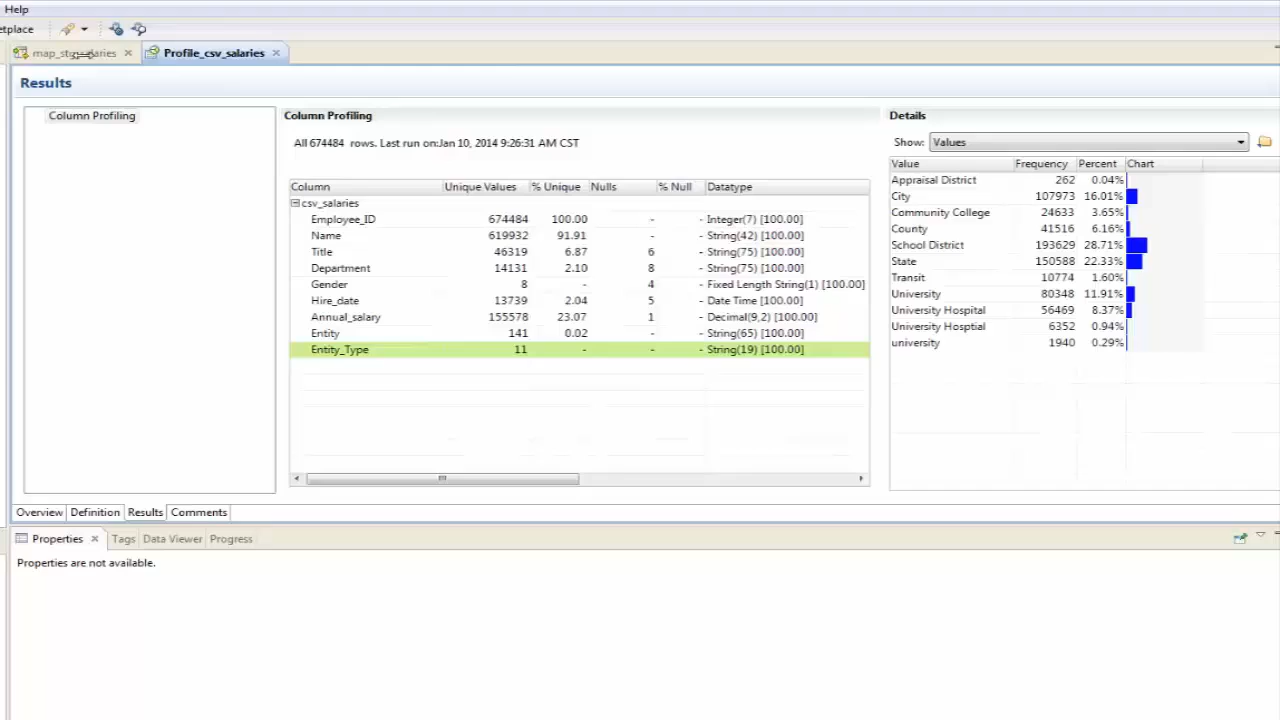 Help
etplace
map_stg_salaries Profile_csv_salaries
Results
Column Profiling
Column Profiling
All 674484 rows. Last run on:Jan 10, 2014 9:26:31 AM CST
Column Unique Values % Unique Nulls % Null Datatype
csv_salaries
Employee_ID 674484 100.00 - - Integer(7) [100.00]
Name 619932 91.91 - - String(42) [100.00]
Title 46319 6.87 6 - String(75) [100.00]
Department 14131 2.10 8 - String(75) [100.00]
Gender 8 - 4 - Fixed Length String(1) [100.00]
Hire_date 13739 2.04 5 - Date Time [100.00]
Annual_salary 155578 23.07 1 - Decimal(9,2) [100.00]
Entity 141 0.02 - - String(65) [100.00]
Entity_Type 11 - - - String(19) [100.00]
Details
Show: Values
Value Frequency Percent Chart
Appraisal District 262 0.04%
City 107973 16.01%
Community College 24633 3.65%
County 41516 6.16%
School District 193629 28.71%
State 150588 22.33%
Transit 10774 1.60%
University 80348 11.91%
University Hospital 56469 8.37%
University Hosptial 6352 0.94%
university 1940 0.29%
Overview Definition Results Comments
Properties Tags Data Viewer Progress
Properties are not available.